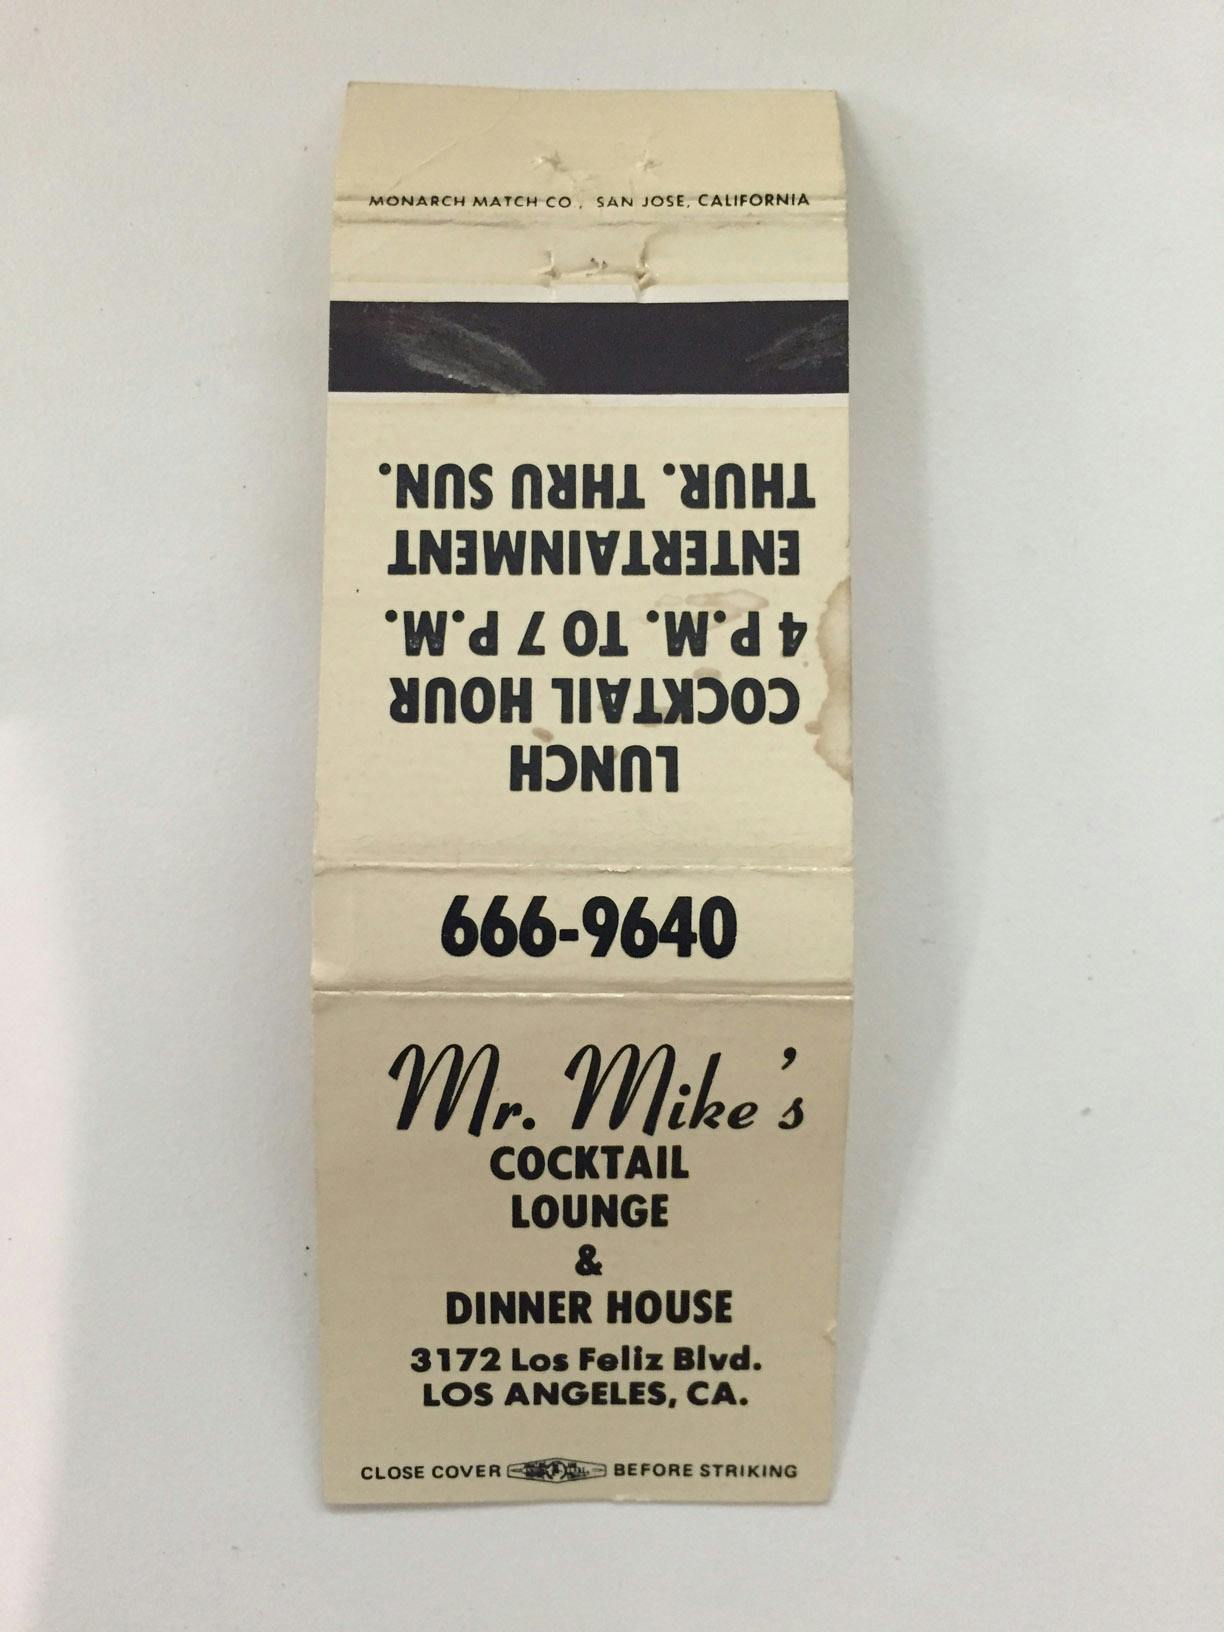 MONARCH MATCH CO., SAN JOSE, CALIFORNIA
LUNCH
COCKTAIL HOUR
4 P.M. TO 7 P.M.
ENTERTAINMENT
THUR. THRU SUN.
666-9640
Mr. Mike's
COCKTAIL
LOUNGE
&
DINNER HOUSE
3172 Los Feliz Blvd.
LOS ANGELES, CA.
CLOSE COVER BEFORE STRIKING